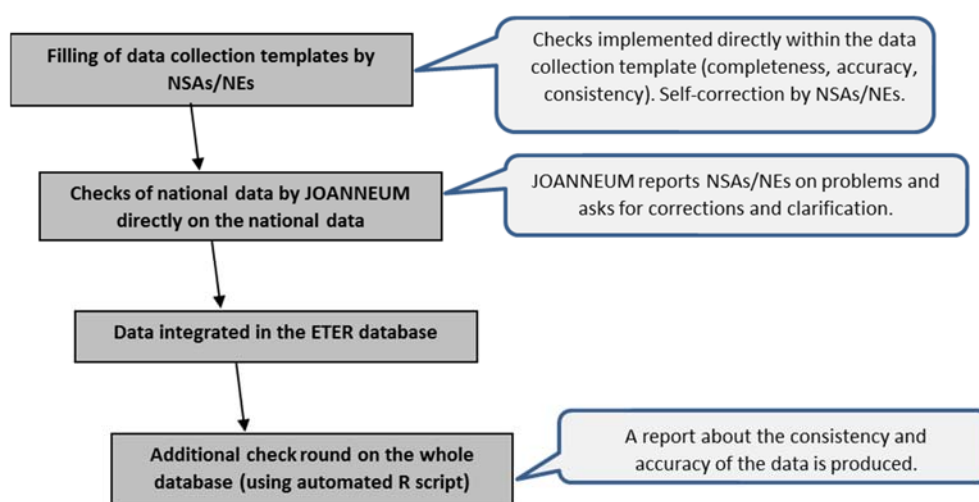 Filling of data collection templates by
NSAs/NEs
Checks implemented directly within the data
collection template (completeness, accuracy,
consistency). Self-correction by NSAs/NEs.
Checks of national data by JOANNEUM
directly on the national data
JOANNEUM reports NSAs/NEs on problems and
asks for corrections and clarification.
Data integrated in the ETER database
Additional check round on the whole
database (using automated R script)
A report about the consistency and
accuracy of the data is produced.